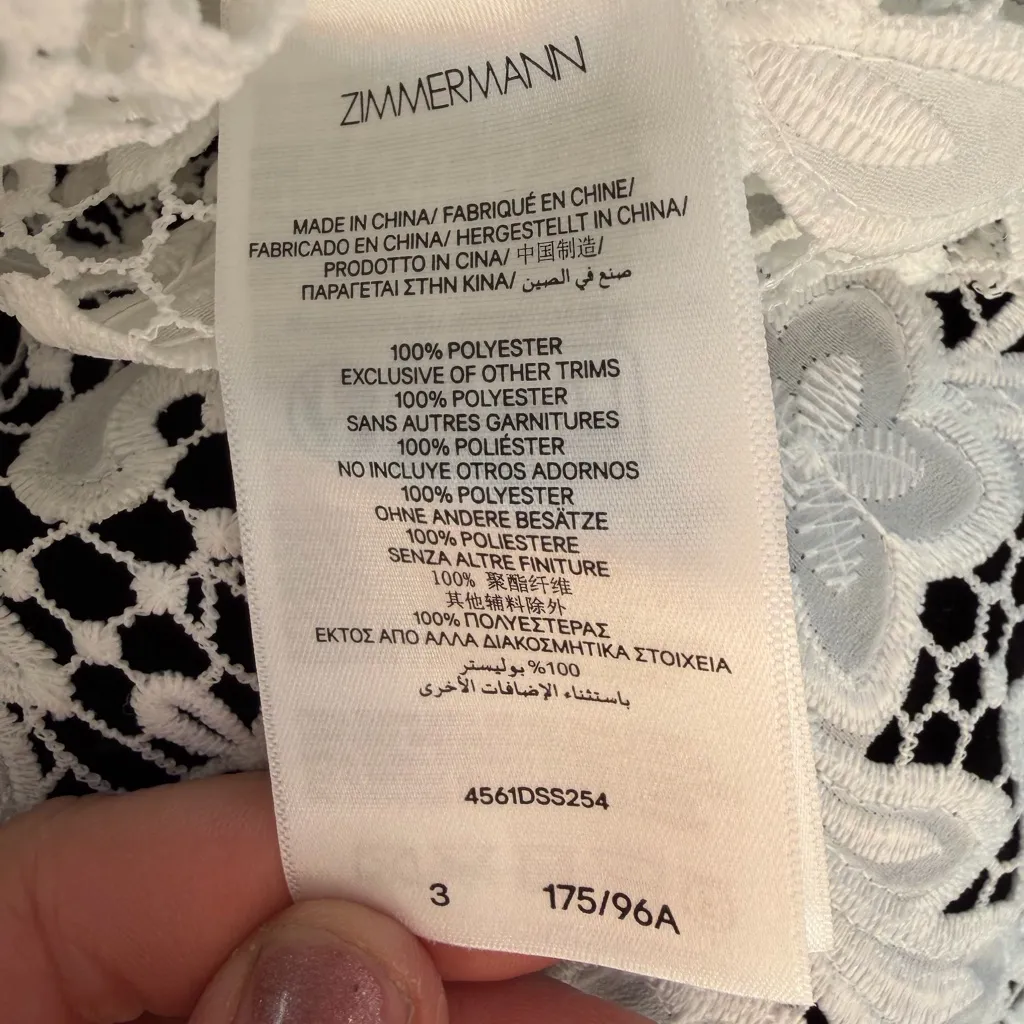 ZIMMERMANN
MADE IN CHINA/ FABRIQUÉ EN CHINE/
FABRICADO EN CHINA/ HERGESTELLT IN CHINA/
PRODOTTO IN CINA/ 中国制造/
ΠΑΡΑΓΕΤΑΙ ΣΤΗΝ ΚΙΝΑ/ صنع في الصين
100% POLYESTER
EXCLUSIVE OF OTHER TRIMS
100% POLYESTER
SANS AUTRES GARNITURES
100% POLIÉSTER
NO INCLUYE OTROS ADORNOS
100% POLYESTER
OHNE ANDERE BESÄTZE
100% POLIESTERE
SENZA ALTRE FINITURE
100% 聚酯纤维
其他辅料除外
100% ΠΟΛΥΕΣΤΕΡΑΣ
ΕΚΤΟΣ ΑΠΟ ΑΛΛΑ ΔΙΑΚΟΣΜΗΤΙΚΑ ΣΤΟΙΧΕΙΑ
100% بوليستر
باستثناء الإضافات الأخرى
4561DSS254
3 175/96A